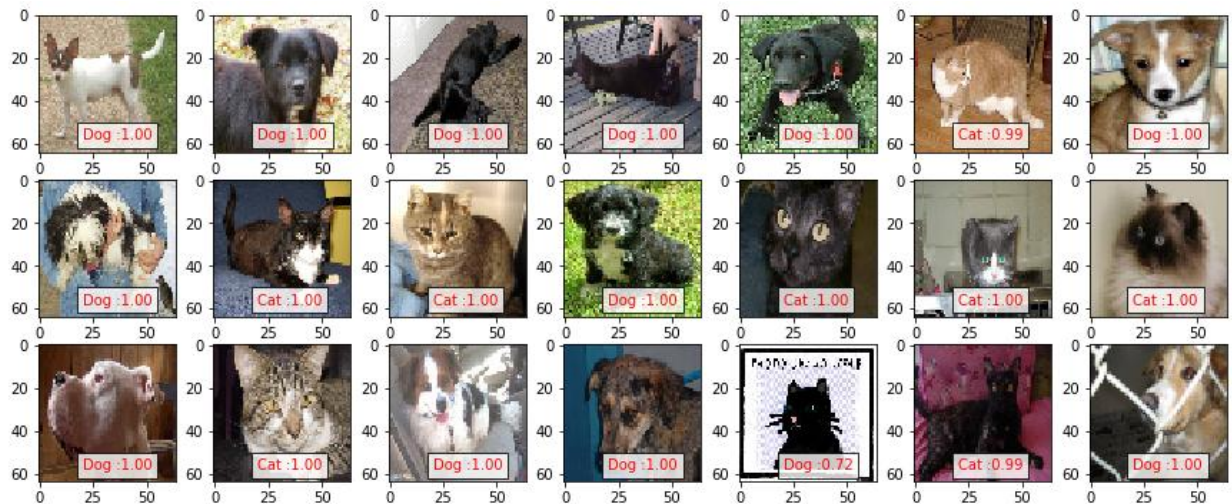 0 0 0 0 0 0 0
20 20 20 20 20 20 20
40 40 40 40 40 40 40
Dog :1.00 Dog :1.00 Dog :1.00 Dog :1.00 Dog :1.00 Cat :0.99 Dog :1.00
60 60 60 60 60 60 60
0 25 50 0 25 50 0 25 50 0 25 50 0 25 50 0 25 50 0 25 50
0 0 0 0 0 0 0
20 20 20 20 20 20 20
40 40 40 40 40 40 40
Dog :1.00 Cat :1.00 Cat :1.00 Dog :1.00 Cat :1.00 Cat :1.00 Cat :1.00
60 60 60 60 60 60 60
0 25 50 0 25 50 0 25 50 0 25 50 0 25 50 0 25 50 0 25 50
0 0 0 0 0 0 0
20 20 20 20 20 20 20
40 40 40 40 40 40 40
Dog :1.00 Cat :1.00 Dog :1.00 Dog :1.00 Dog :0.72 Cat :0.99 Dog :1.00
60 60 60 60 60 60 60
0 25 50 0 25 50 0 25 50 0 25 50 0 25 50 0 25 50 0 25 50